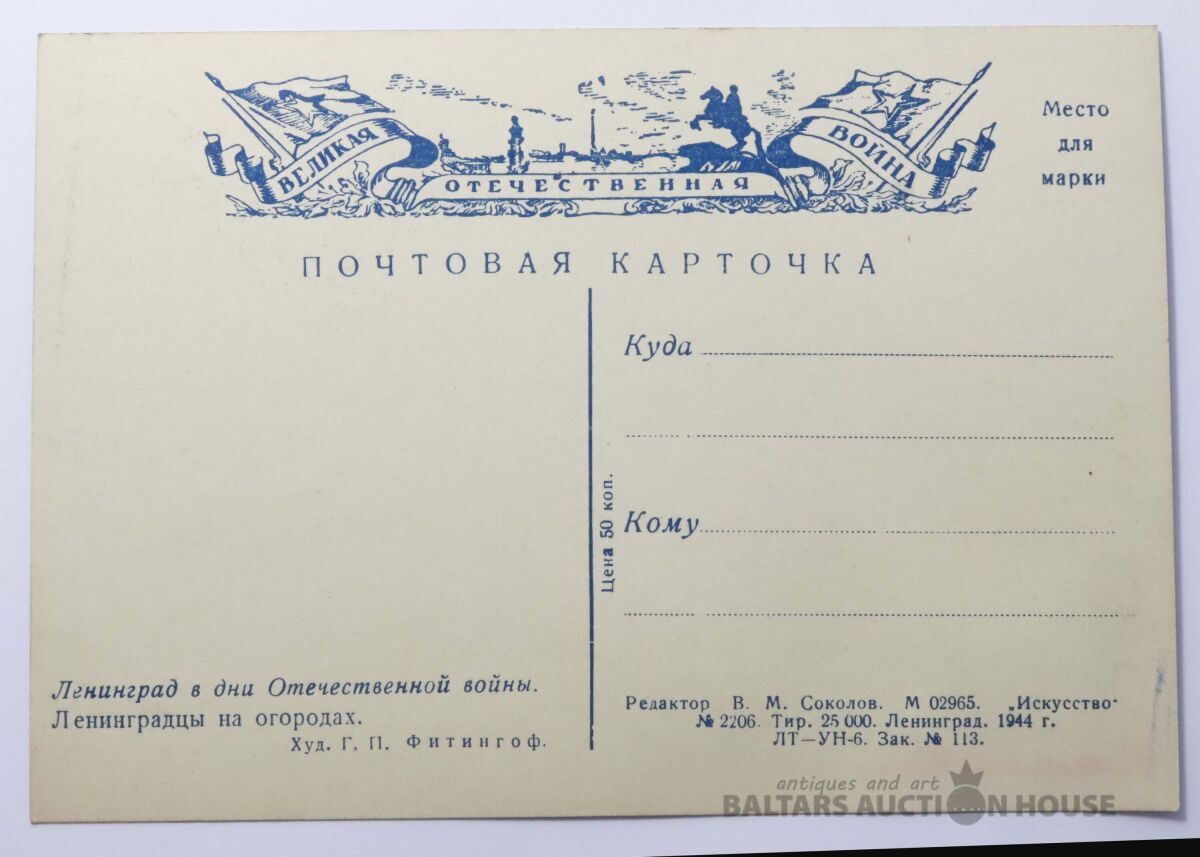 ВЕЛИКАЯ
ОТЕЧЕСТВЕННАЯ
ВОИНА
Место
для
марки
ПОЧТОВАЯ КАРТОЧКА
Куда
Кому
Цена 50 коп.
Ленинград в дни Отечественной войны.
Ленинградцы на огородах.
Худ. Г. П. Фитингоф.
Редактор В. М. Соколов. М 02965. „Искусство"
№ 2206. Тир. 25 000. Ленинград. 1944 г.
ЛТ—УН-6. Зак. № 113.
antiques and art
BALTARS AUCTION HOUSE